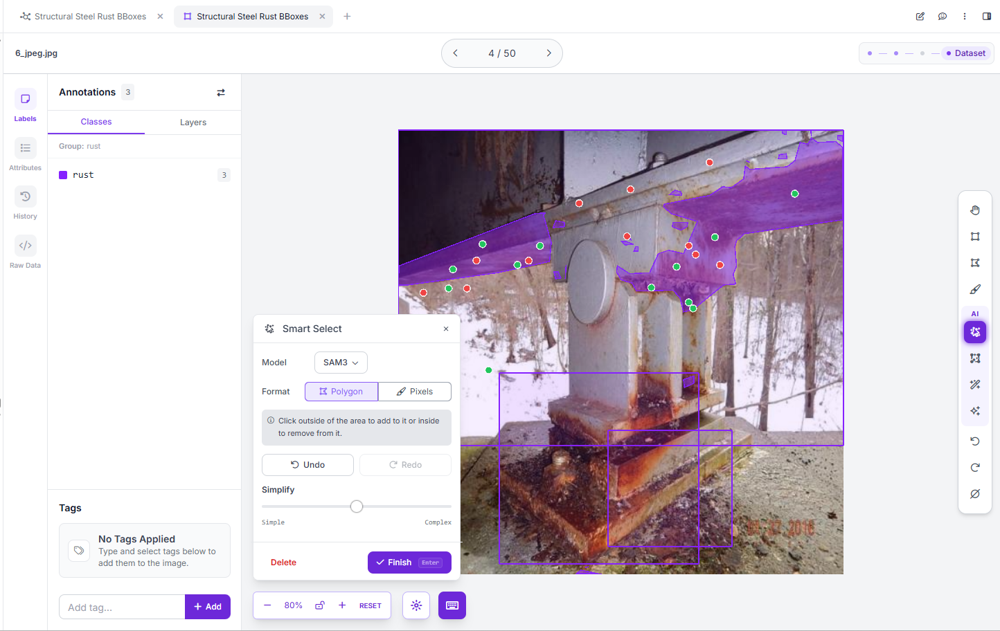 Structural Steel Rust BBoxes
Structural Steel Rust BBoxes
6_jpeg.jpg
4 / 50
Dataset
Labels
Attributes
History
Raw Data
Annotations 3
Classes
Layers
Group: rust
rust 3
Tags
No Tags Applied
Type and select tags below to
add them to the image.
Add tag...
+ Add
Smart Select
Model
SAM3
Format
Polygon
Pixels
Click outside of the area to add to it or inside
to remove from it.
Undo
Redo
Simplify
Simple
Complex
Delete
Finish Enter
80%
RESET
AI